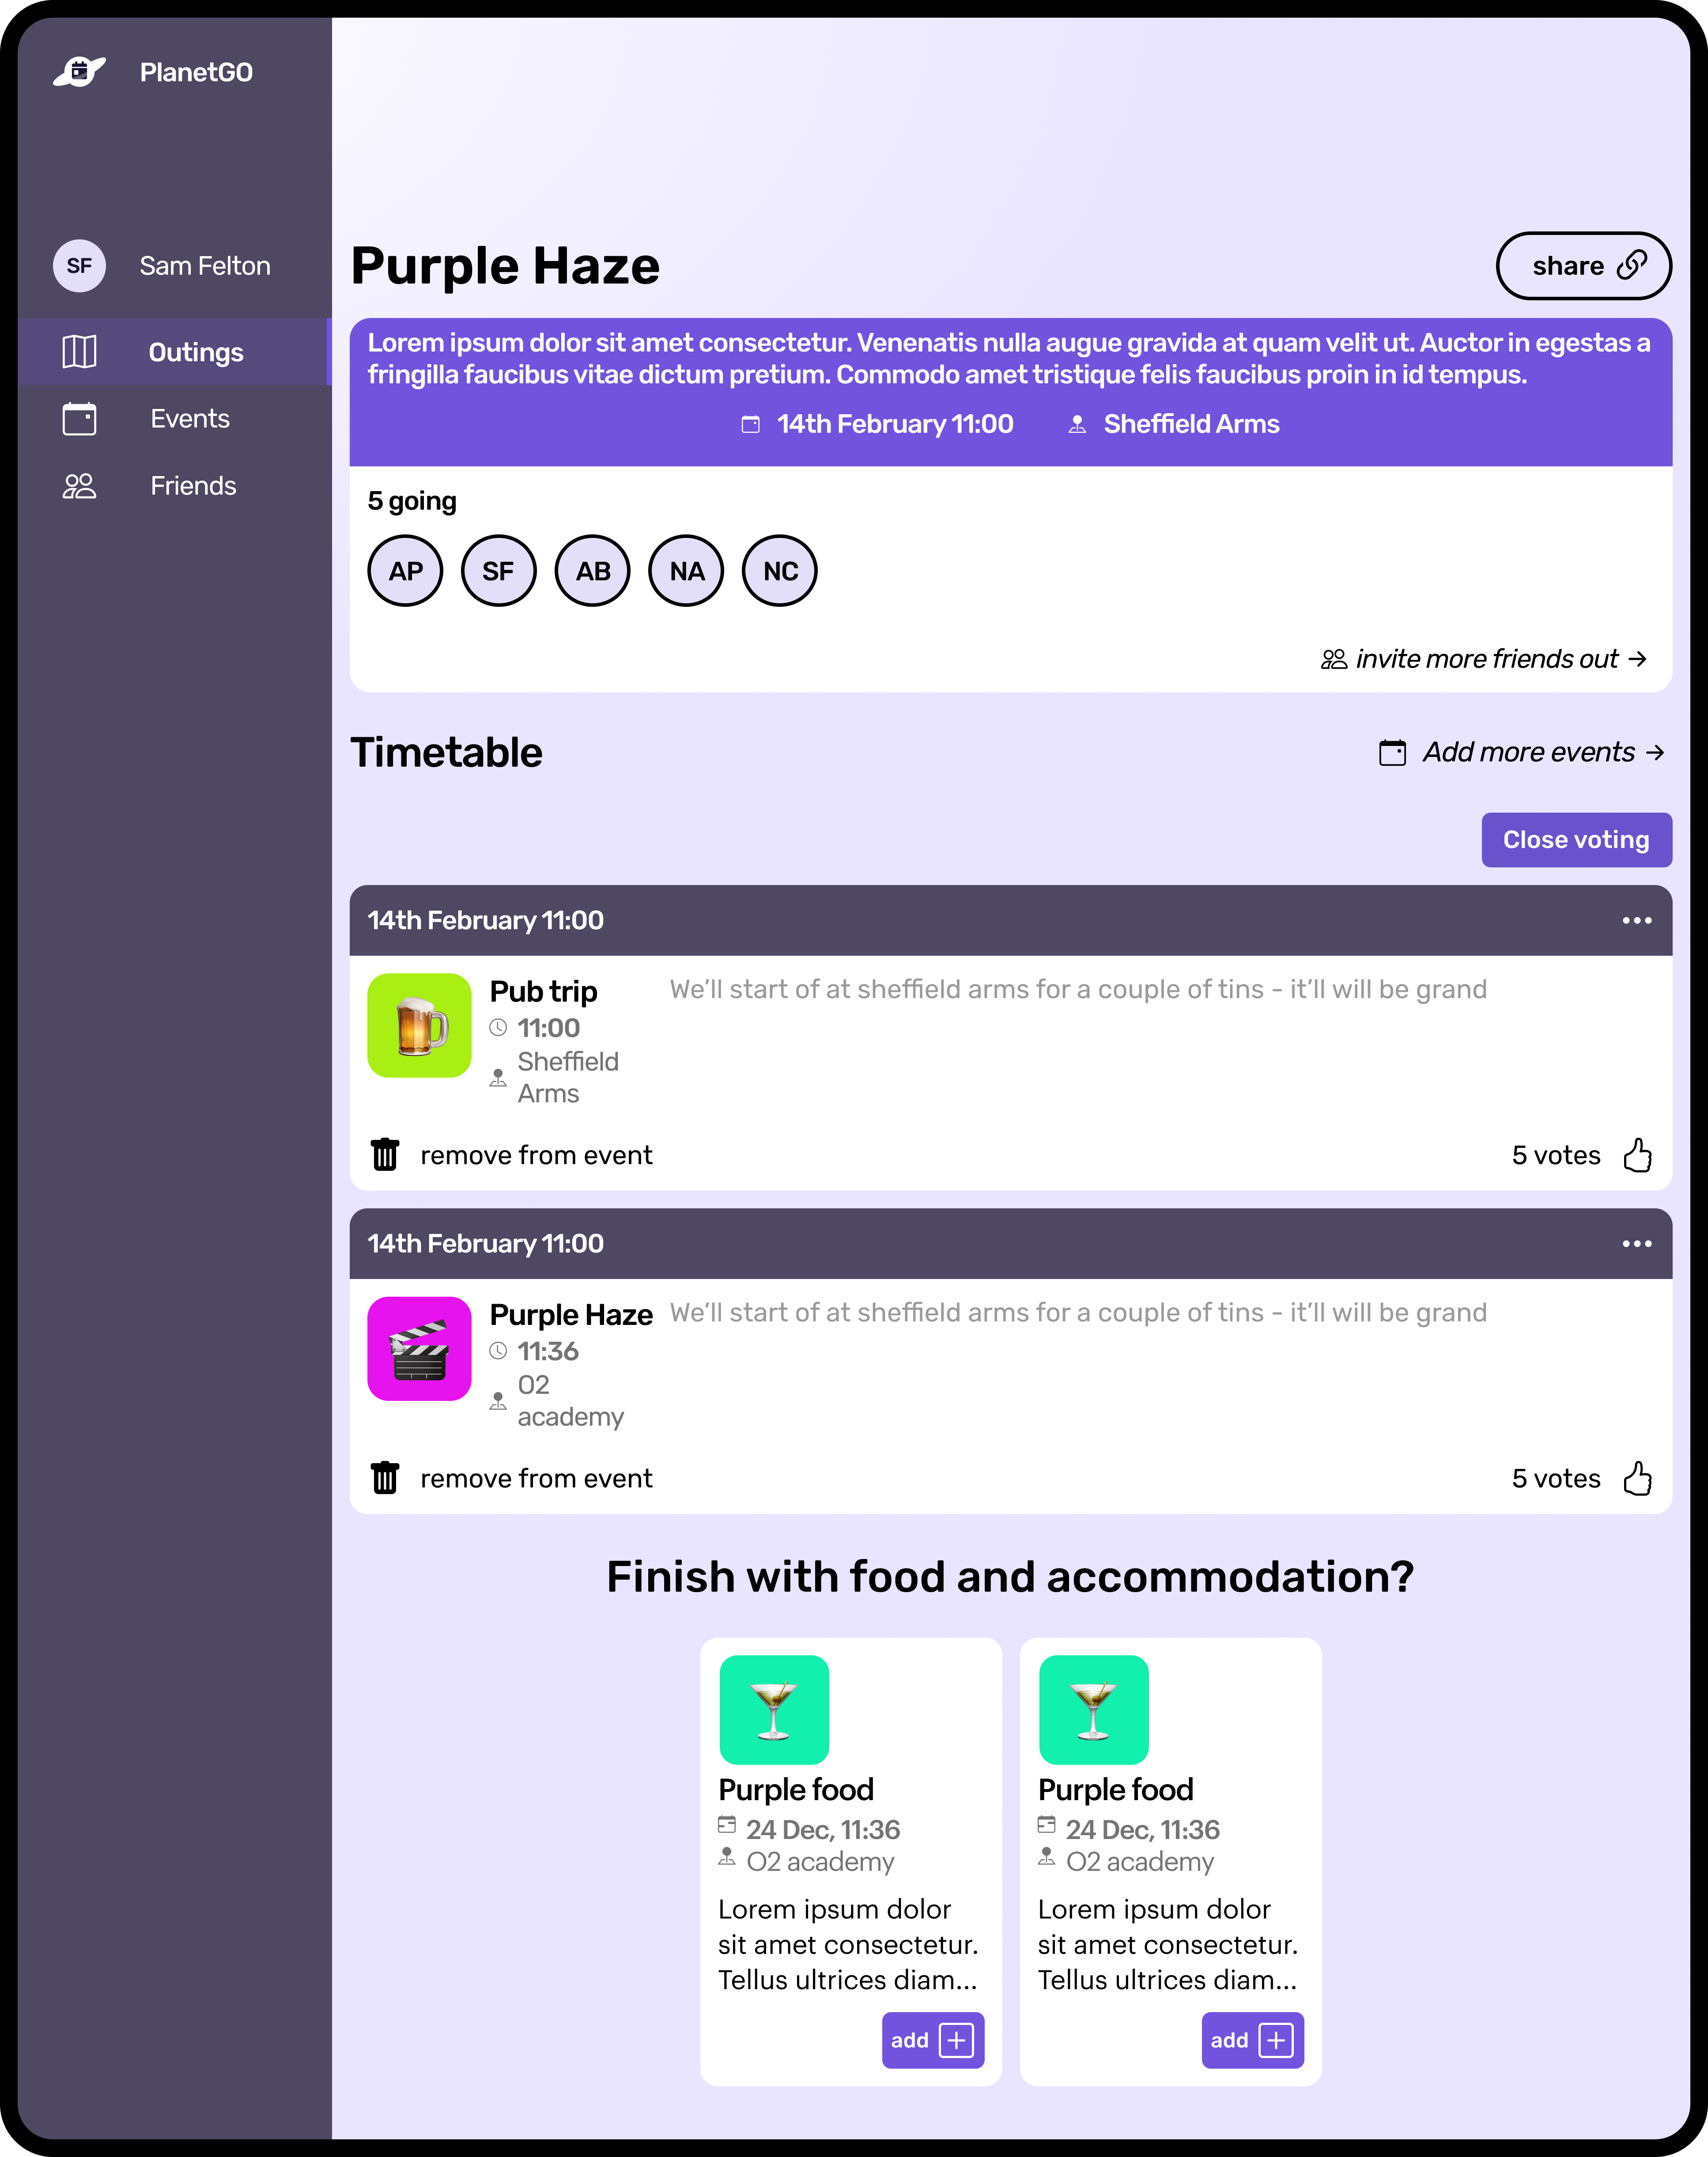 PlanetGO
SF
Sam Felton
Outings
Events
Friends
Purple Haze
share
Lorem ipsum dolor sit amet consectetur. Venenatis nulla augue gravida at quam velit ut. Auctor in egestas a
fringilla faucibus vitae dictum pretium. Commodo amet tristique felis faucibus proin in id tempus.
14th February 11:00
Sheffield Arms
5 going
AP
SF
AB
NA
NC
invite more friends out →
Timetable
Add more events →
Close voting
14th February 11:00
Pub trip
11:00
Sheffield
Arms
We’ll start of at sheffield arms for a couple of tins - it’ll will be grand
remove from event
5 votes
14th February 11:00
Purple Haze
11:36
O2
academy
We’ll start of at sheffield arms for a couple of tins - it’ll will be grand
remove from event
5 votes
Finish with food and accommodation?
Purple food
24 Dec, 11:36
O2 academy
Lorem ipsum dolor
sit amet consectetur.
Tellus ultrices diam...
add
Purple food
24 Dec, 11:36
O2 academy
Lorem ipsum dolor
sit amet consectetur.
Tellus ultrices diam...
add